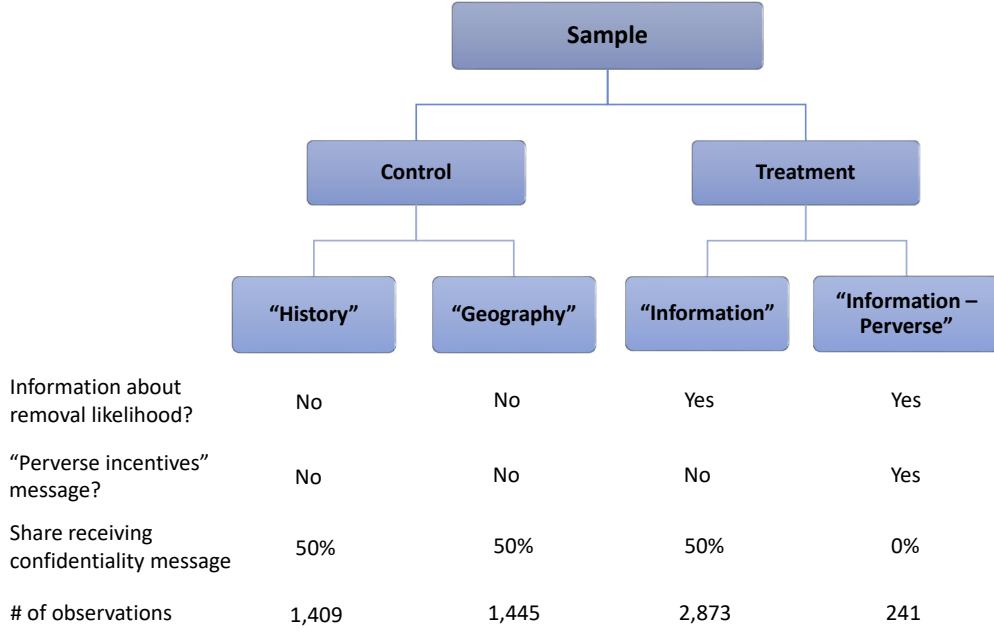 Sample
Control
Treatment
“History”
“Geography”
“Information”
“Information –
Perverse”
Information about
removal likelihood?
No
No
Yes
Yes
“Perverse incentives”
message?
No
No
No
Yes
Share receiving
confidentiality message
50%
50%
50%
0%
# of observations
1,409
1,445
2,873
241